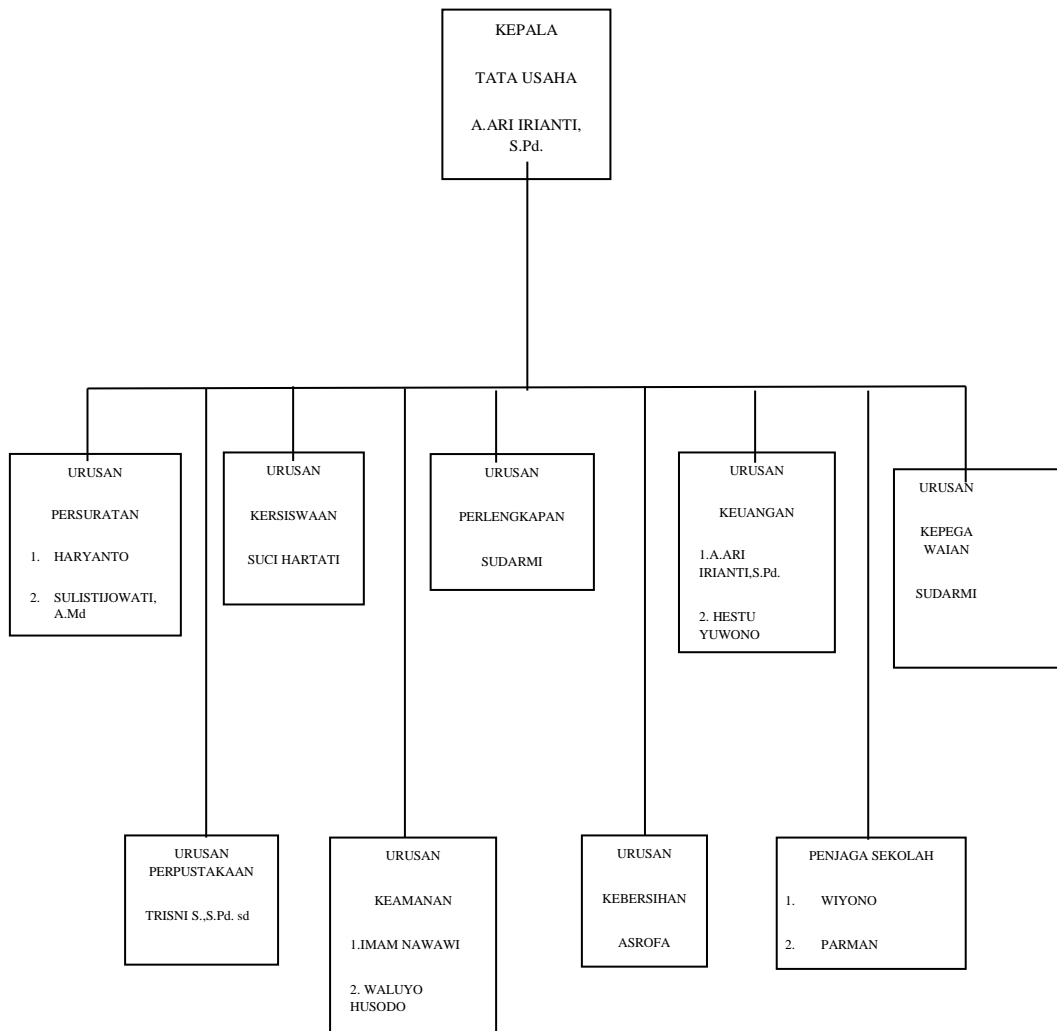 KEPALA
TATA USAHA
A.ARI IRIANTI,
S.Pd.
URUSAN
PERSURATAN
1. HARYANTO
2. SULISTIJOWATI,
A.Md
URUSAN
KERSISWAAN
SUCI HARTATI
URUSAN
PERLENGKAPAN
SUDARMI
URUSAN
KEUANGAN
1.A.ARI
IRIANTI,S.Pd.
2. HESTU
YUWONO
URUSAN
KEPEGA
WAIAN
SUDARMI
URUSAN
PERPUSTAKAAN
TRISNI S.,S.Pd. sd
URUSAN
KEAMANAN
1.IMAM NAWAWI
2. WALUYO
HUSODO
URUSAN
KEBERSIHAN
ASROFA
PENJAGA SEKOLAH
1. WIYONO
2. PARMAN